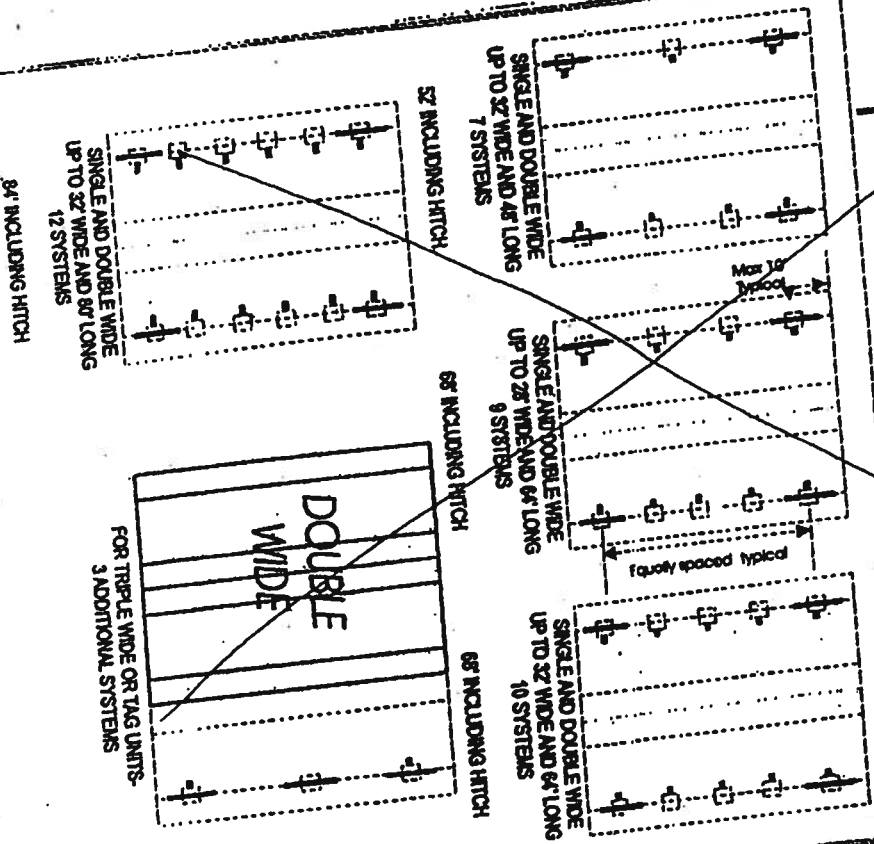 SINGLE AND DOUBLE WIDE
UP TO 32' WIDE AND 48' LONG
7 SYSTEMS
52' INCLUDING HITCH
Max 10'
Typical
SINGLE AND DOUBLE WIDE
UP TO 28' WIDE AND 64' LONG
9 SYSTEMS
68' INCLUDING HITCH
Equally spaced typical
SINGLE AND DOUBLE WIDE
UP TO 32' WIDE AND 64' LONG
10 SYSTEMS
68' INCLUDING HITCH
SINGLE AND DOUBLE WIDE
UP TO 32' WIDE AND 80' LONG
12 SYSTEMS
84' INCLUDING HITCH
DOUBLE
WIDE
FOR TRIPLE WIDE OR TAG UNITS-
3 ADDITIONAL SYSTEMS